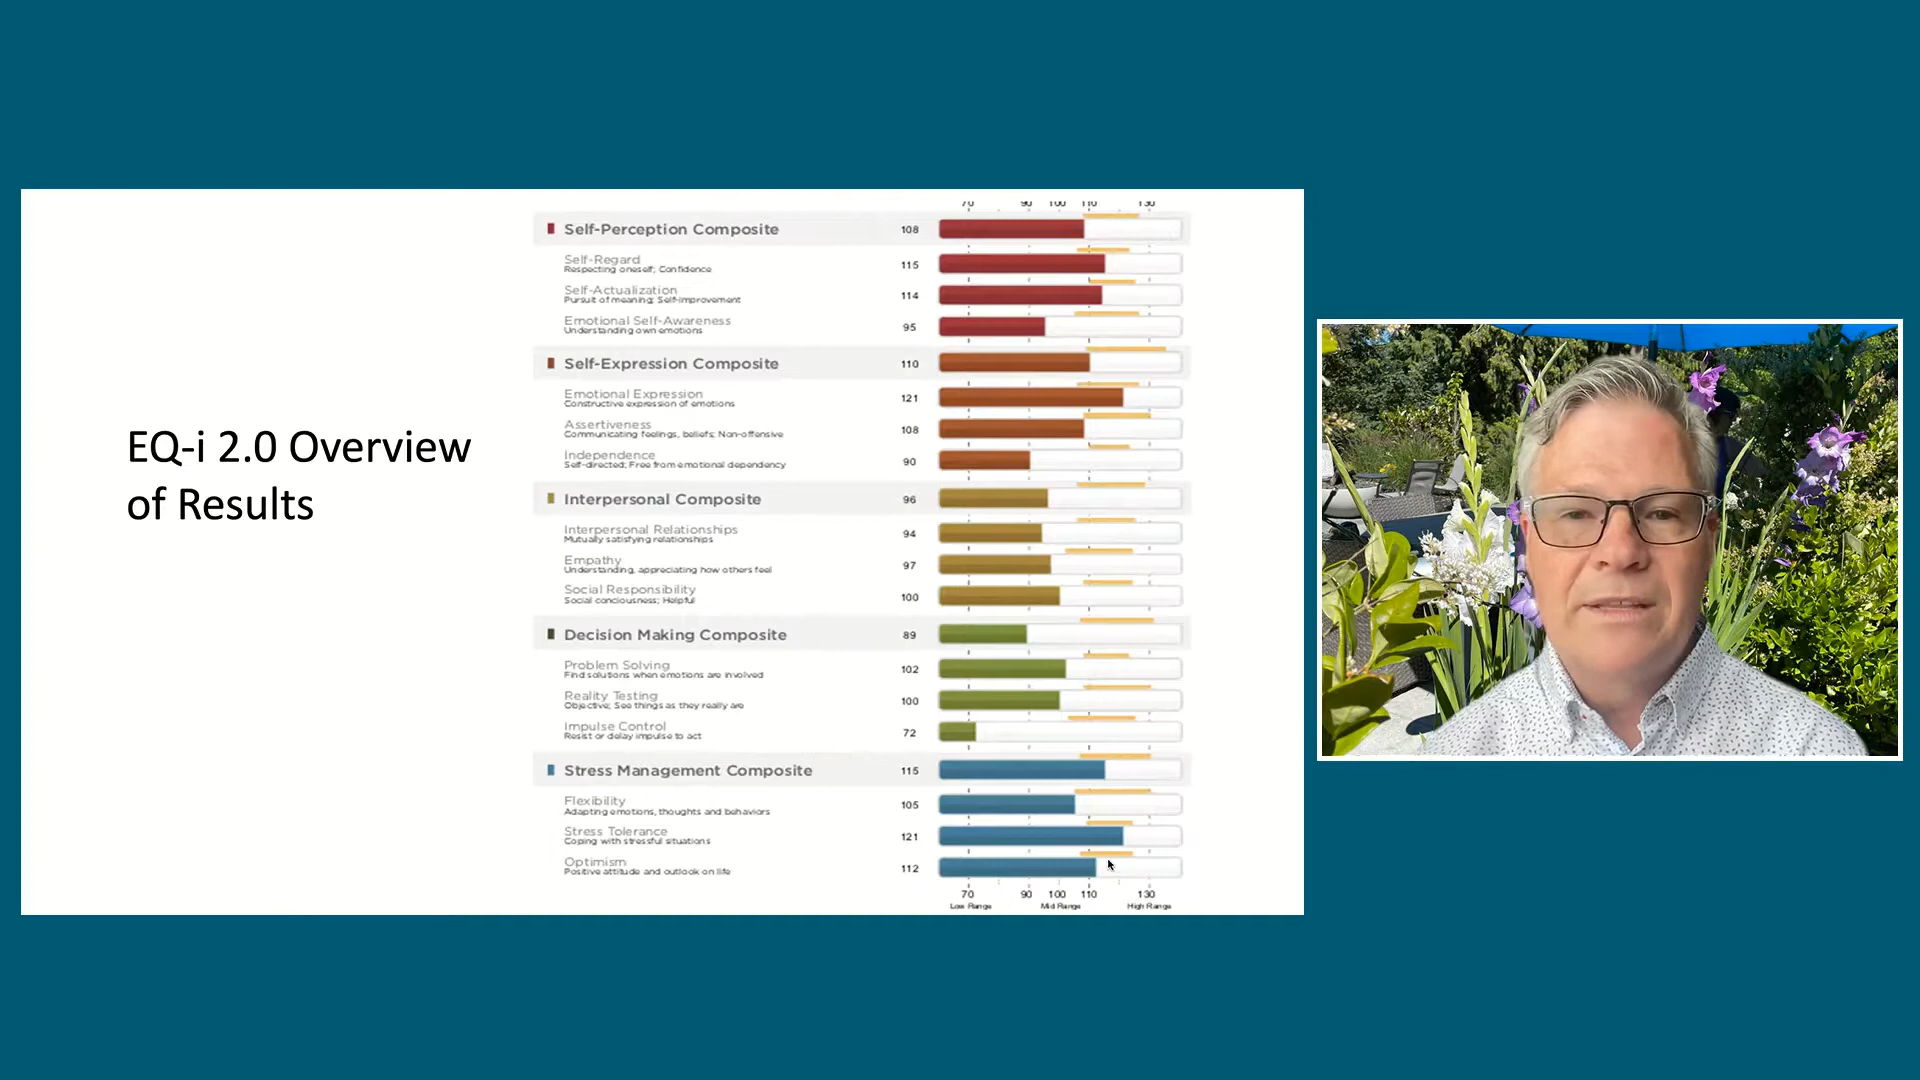 EQ-i 2.0 Overview
of Results
70 90 100 110 130
Self-Perception Composite 108
Self-Regard 115
Respecting oneself; Confidence
Self-Actualization 114
Pursuit of meaning; Self-improvement
Emotional Self-Awareness 95
Understanding own emotions
Self-Expression Composite 110
Emotional Expression 121
Constructive expression of emotions
Assertiveness 108
Communicating feelings, beliefs; Non-offensive
Independence 90
Self-directed; Free from emotional dependency
Interpersonal Composite 96
Interpersonal Relationships 94
Mutually satisfying relationships
Empathy 97
Understanding, appreciating how others feel
Social Responsibility 100
Social conciousness; Helpful
Decision Making Composite 89
Problem Solving 102
Find solutions when emotions are involved
Reality Testing 100
Objective; See things as they really are
Impulse Control 72
Resist or delay impulse to act
Stress Management Composite 115
Flexibility 105
Adapting emotions, thoughts and behaviors
Stress Tolerance 121
Coping with stressful situations
Optimism 112
Positive attitude and outlook on life
70 90 100 110 130
Low Range Mid Range High Range